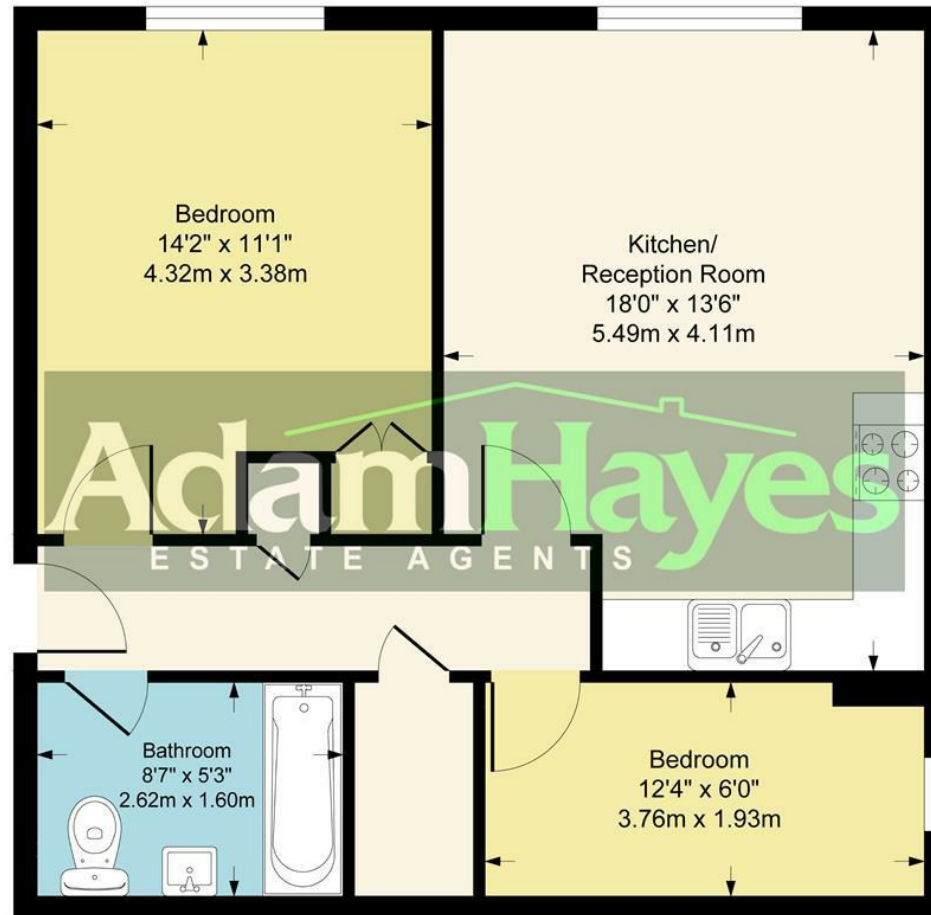 Bedroom
14'2" x 11'1"
4.32m x 3.38m
Kitchen/
Reception Room
18'0" x 13'6"
5.49m x 4.11m
AdamHayes
ESTATE AGENTS
Bathroom
8'7" x 5'3"
2.62m x 1.60m
Bedroom
12'4" x 6'0"
3.76m x 1.93m